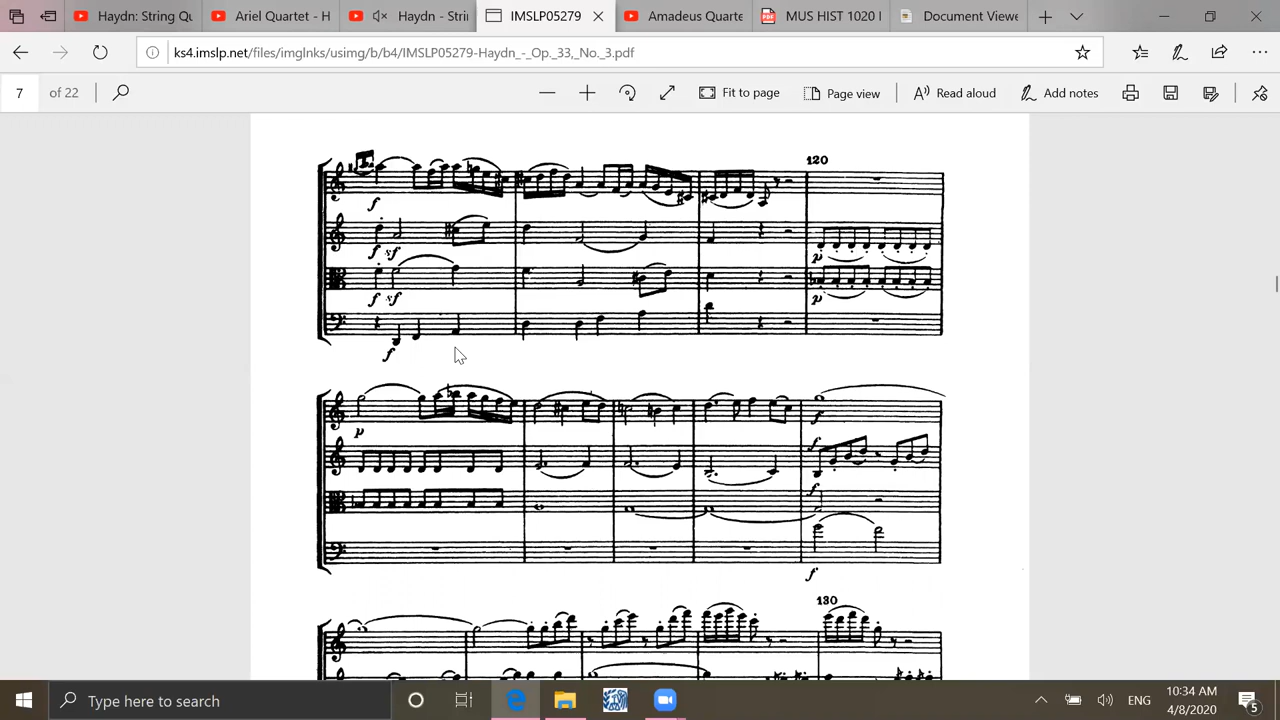 Haydn: String Qu
Ariel Quartet - H
Haydn - Stri
IMSLP05279
Amadeus Quarte
MUS HIST 1020
Document Viewe
ks4.imslp.net/files/imglnks/usimg/b/b4/IMSLP05279-Haydn_-_Op._33,_No._3.pdf
7 of 22
Fit to page
Page view
Read aloud
Add notes
120
f
f sf
p
f sf
p
f
p
f
f
f
f
130
Type here to search
ENG
10:34 AM
4/8/2020
5